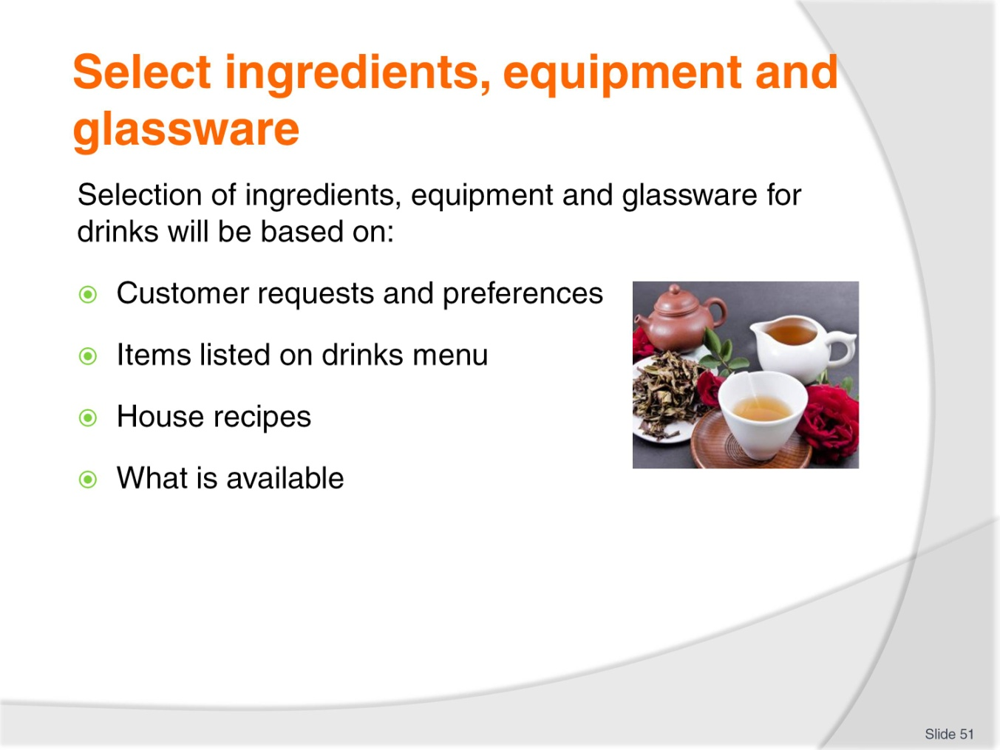 Select ingredients, equipment and
glassware
Selection of ingredients, equipment and glassware for
drinks will be based on:
Customer requests and preferences
Items listed on drinks menu
House recipes
What is available
Slide 51